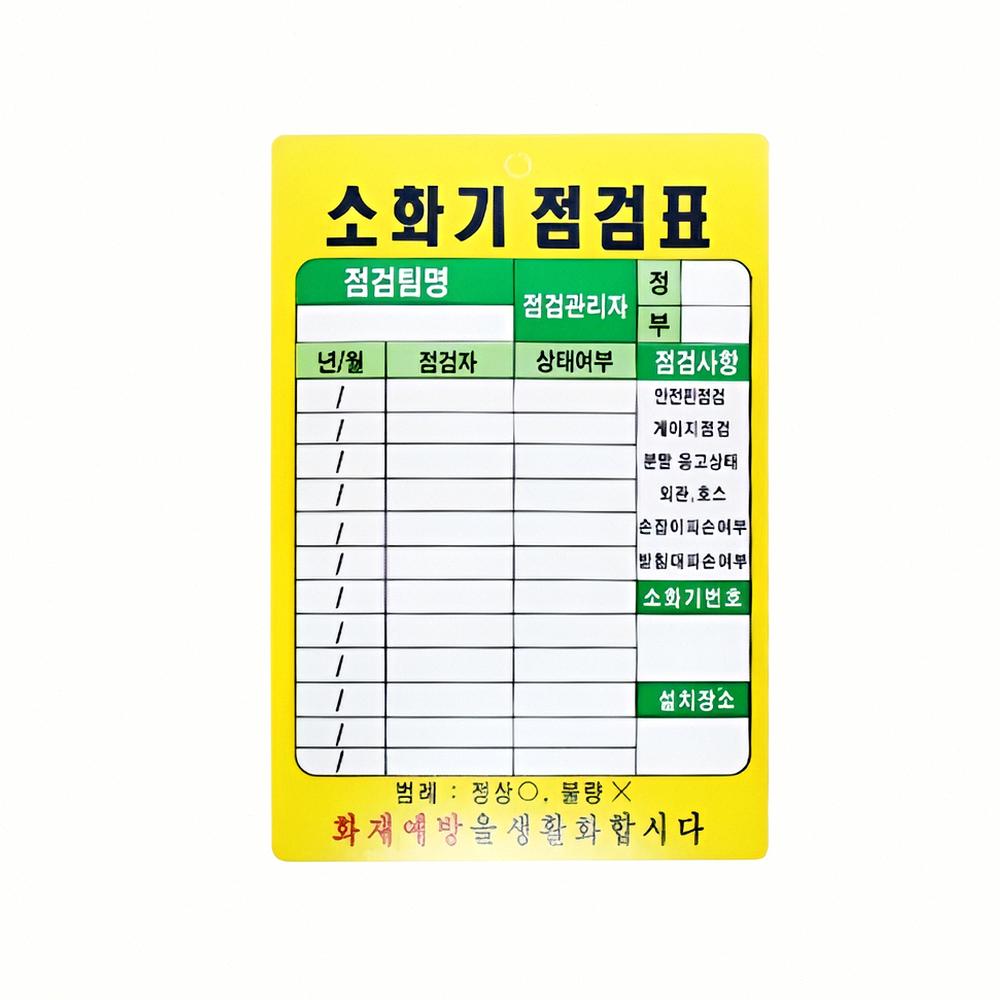 소화기 점검표
점검팀명
점검관리자
정
부
년/월 점검자 상태여부 점검사항
/ 안전핀점검
/ 게이지점검
/ 분말 응고상태
/ 외관, 호스
/ 손잡이파손여부
/ 받침대파손여부
/ 소화기번호
/
/
/ 설치장소
/
/
범례 : 정상○. 불량×
화재예방을생활화합시다